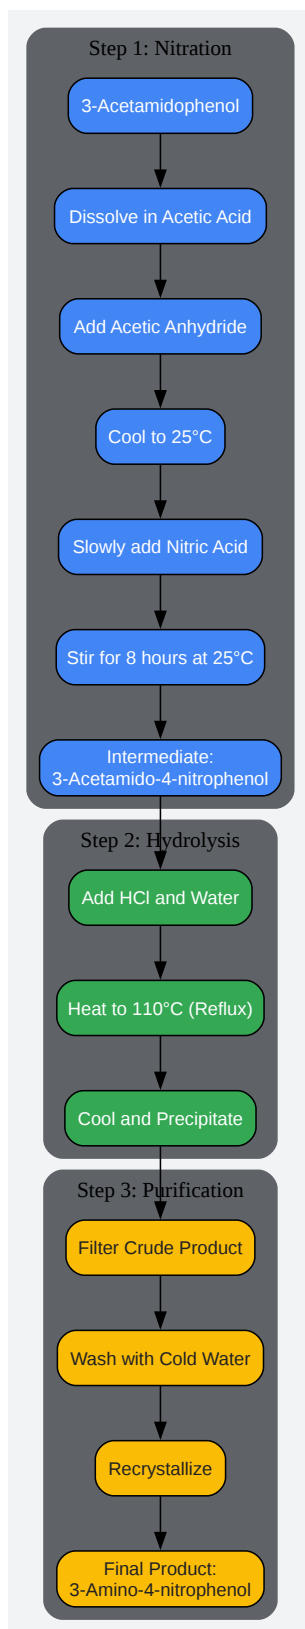 Step 1: Nitration
3-Acetamidophenol
Dissolve in Acetic Acid
Add Acetic Anhydride
Cool to 25°C
Slowly add Nitric Acid
Stir for 8 hours at 25°C
Intermediate:
3-Acetamido-4-nitrophenol
Step 2: Hydrolysis
Add HCl and Water
Heat to 110°C (Reflux)
Cool and Precipitate
Step 3: Purification
Filter Crude Product
Wash with Cold Water
Recrystallize
Final Product:
3-Amino-4-nitrophenol